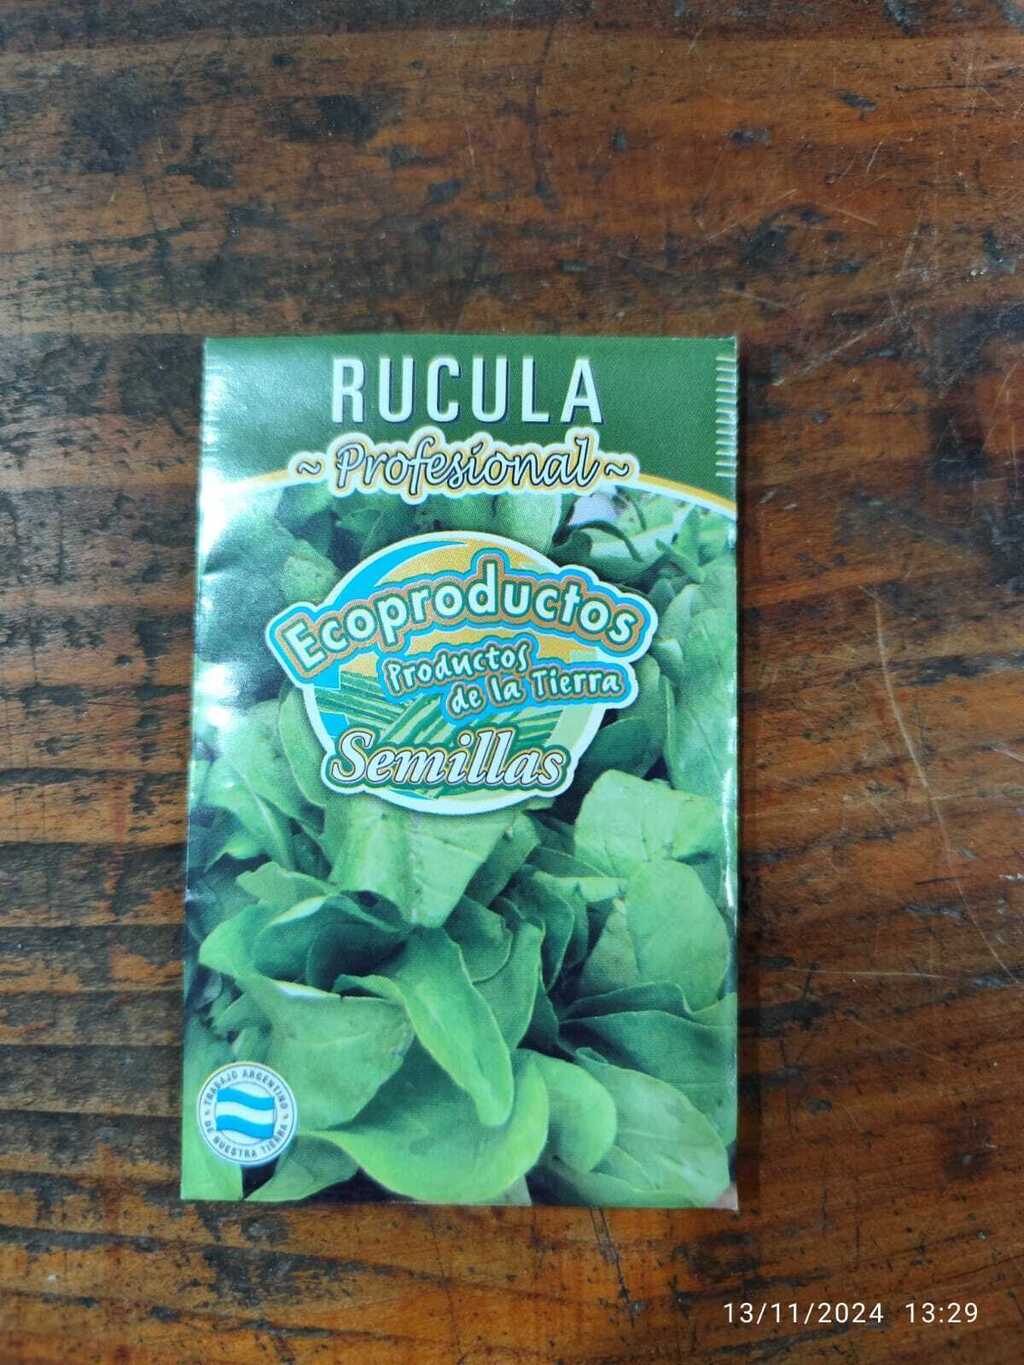 RUCULA
~ Profesional ~
Ecoproductos
Productos
de la Tierra
Semillas
TRABAJO ARGENTINO
DE NUESTRA TIERRA
13/11/2024 13:29